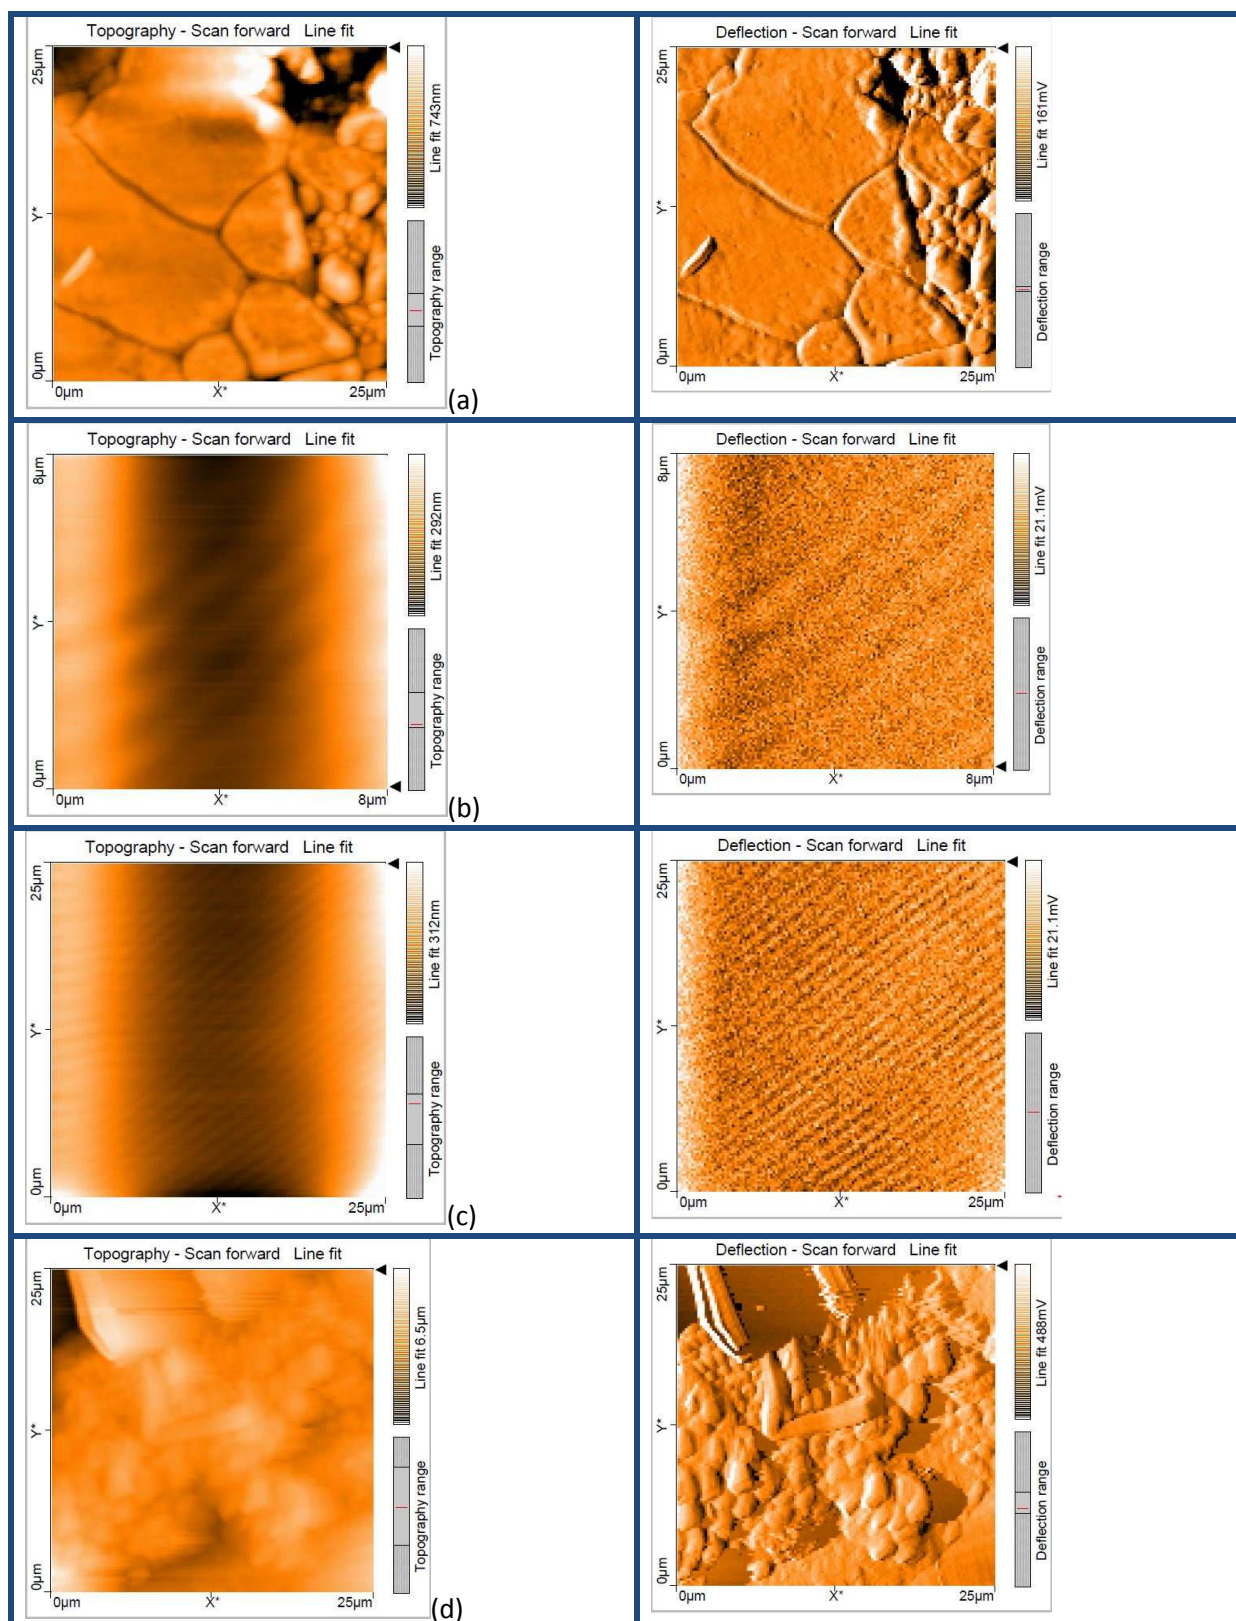 Topography - Scan forward Line fit
25µm
Y*
0µm
0µm
X*
25µm
Line fit 743nm
Topography range
(a)
Deflection - Scan forward Line fit
25µm
Y*
0µm
0µm
X*
25µm
Line fit 161mV
Deflection range
Topography - Scan forward Line fit
8µm
Y*
0µm
0µm
X*
8µm
Line fit 292nm
Topography range
(b)
Deflection - Scan forward Line fit
8µm
Y*
0µm
0µm
X*
8µm
Line fit 21.1mV
Deflection range
Topography - Scan forward Line fit
25µm
Y*
0µm
0µm
X*
25µm
Line fit 312nm
Topography range
(c)
Deflection - Scan forward Line fit
25µm
Y*
0µm
0µm
X*
25µm
Line fit 21.1mV
Deflection range
Topography - Scan forward Line fit
25µm
Y*
0µm
0µm
X*
25µm
Line fit 6.5µm
Topography range
(d)
Deflection - Scan forward Line fit
25µm
Y*
0µm
0µm
X*
25µm
Line fit 488mV
Deflection range